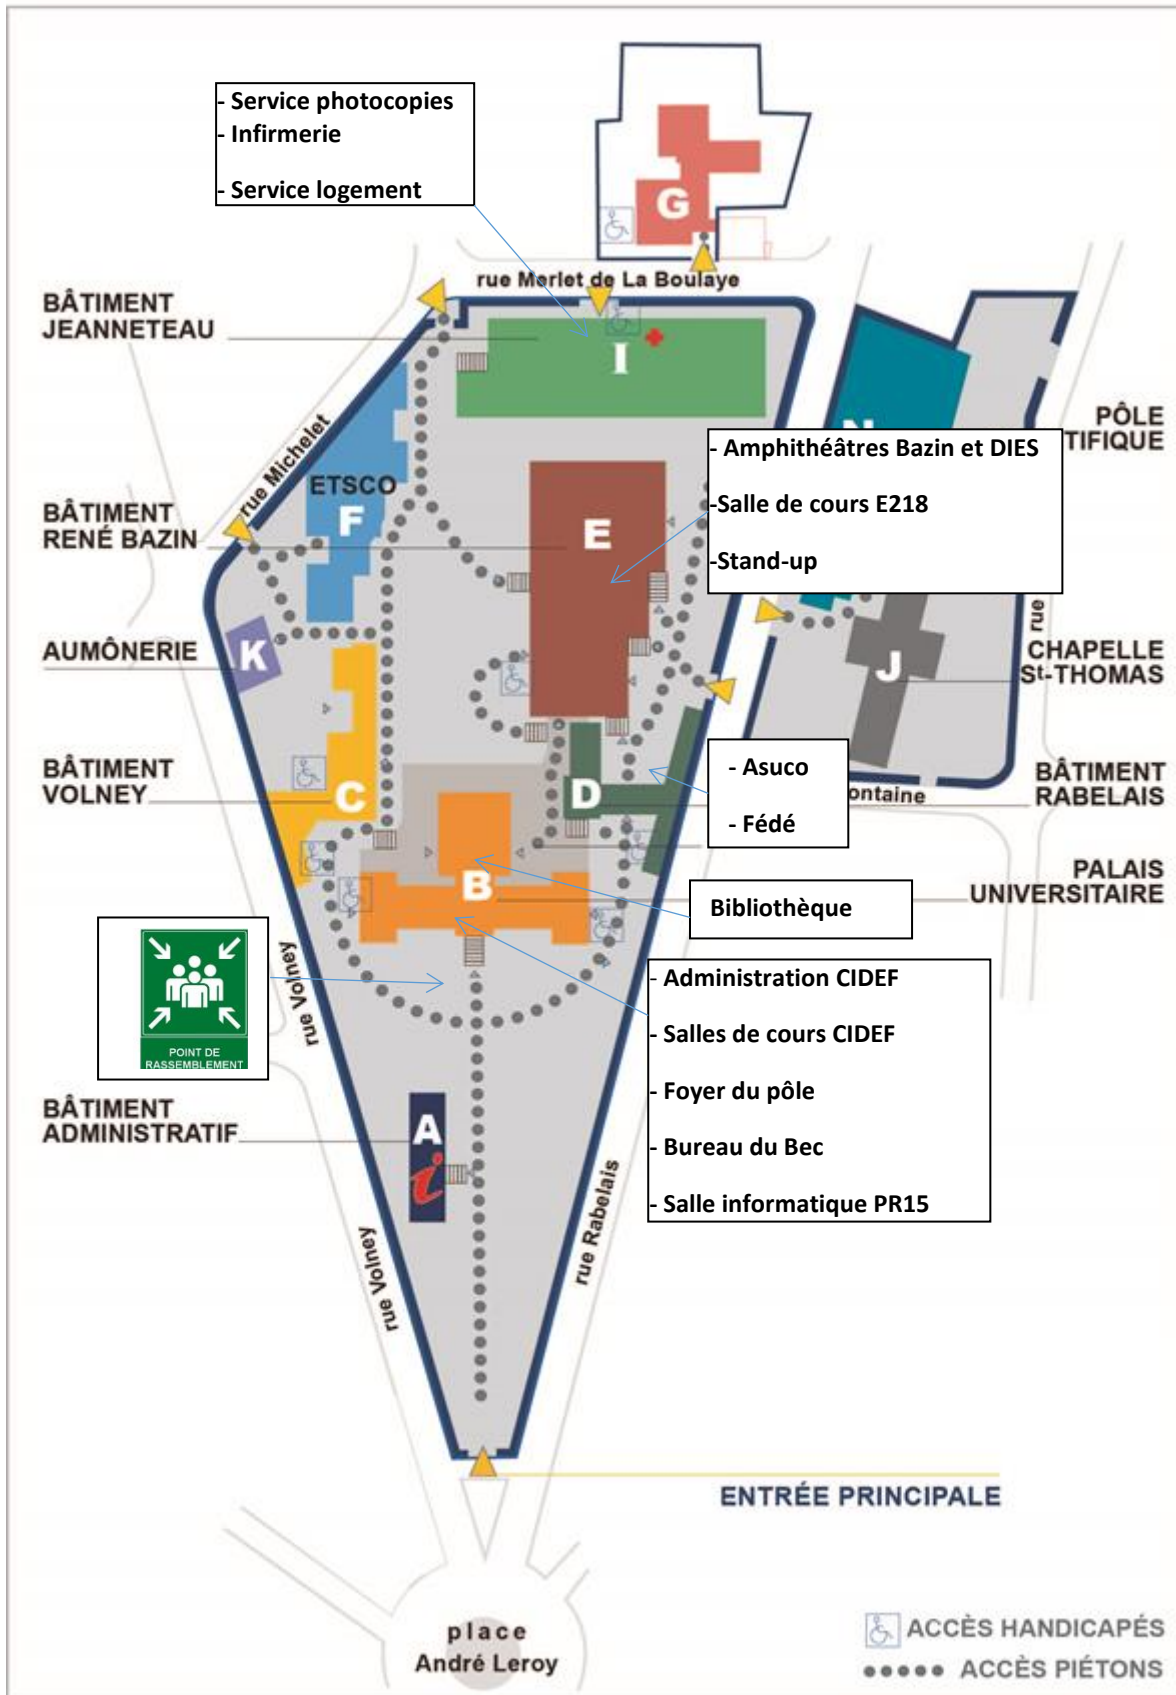 - Service photocopies
- Infirmerie
- Service logement
G
rue Merlet de La Boulaye
BÂTIMENT
JEANNETEAU
I
rue Michelet
ETSCO
F
N
PÔLE
TIFIQUE
- Amphithéâtres Bazin et DIES
-Salle de cours E218
-Stand-up
BÂTIMENT
RENÉ BAZIN
E
rue
AUMÔNERIE
K
J
CHAPELLE
St-THOMAS
BÂTIMENT
VOLNEY
C
D
- Asuco
- Fédé
ontaine
BÂTIMENT
RABELAIS
B
PALAIS
UNIVERSITAIRE
Bibliothèque
rue Volney
POINT DE
RASSEMBLEMENT
- Administration CIDEF
- Salles de cours CIDEF
- Foyer du pôle
- Bureau du Bec
- Salle informatique PR15
BÂTIMENT
ADMINISTRATIF
A
i
rue Volney
rue Rabelais
ENTRÉE PRINCIPALE
place
André Leroy
ACCÈS HANDICAPÉS
ACCÈS PIÉTONS